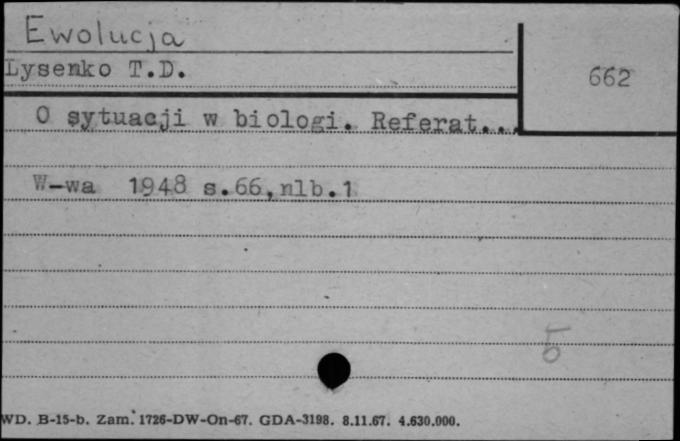 Ewolucja
Lysenko T.D.
662
O sytuacji w biologi. Referat...
W-wa 1948 s.66,nlb.1
5
WD. B-15-b. Zam. 1726-DW-On-67. GDA-3198. 8.11.67. 4.630.000.